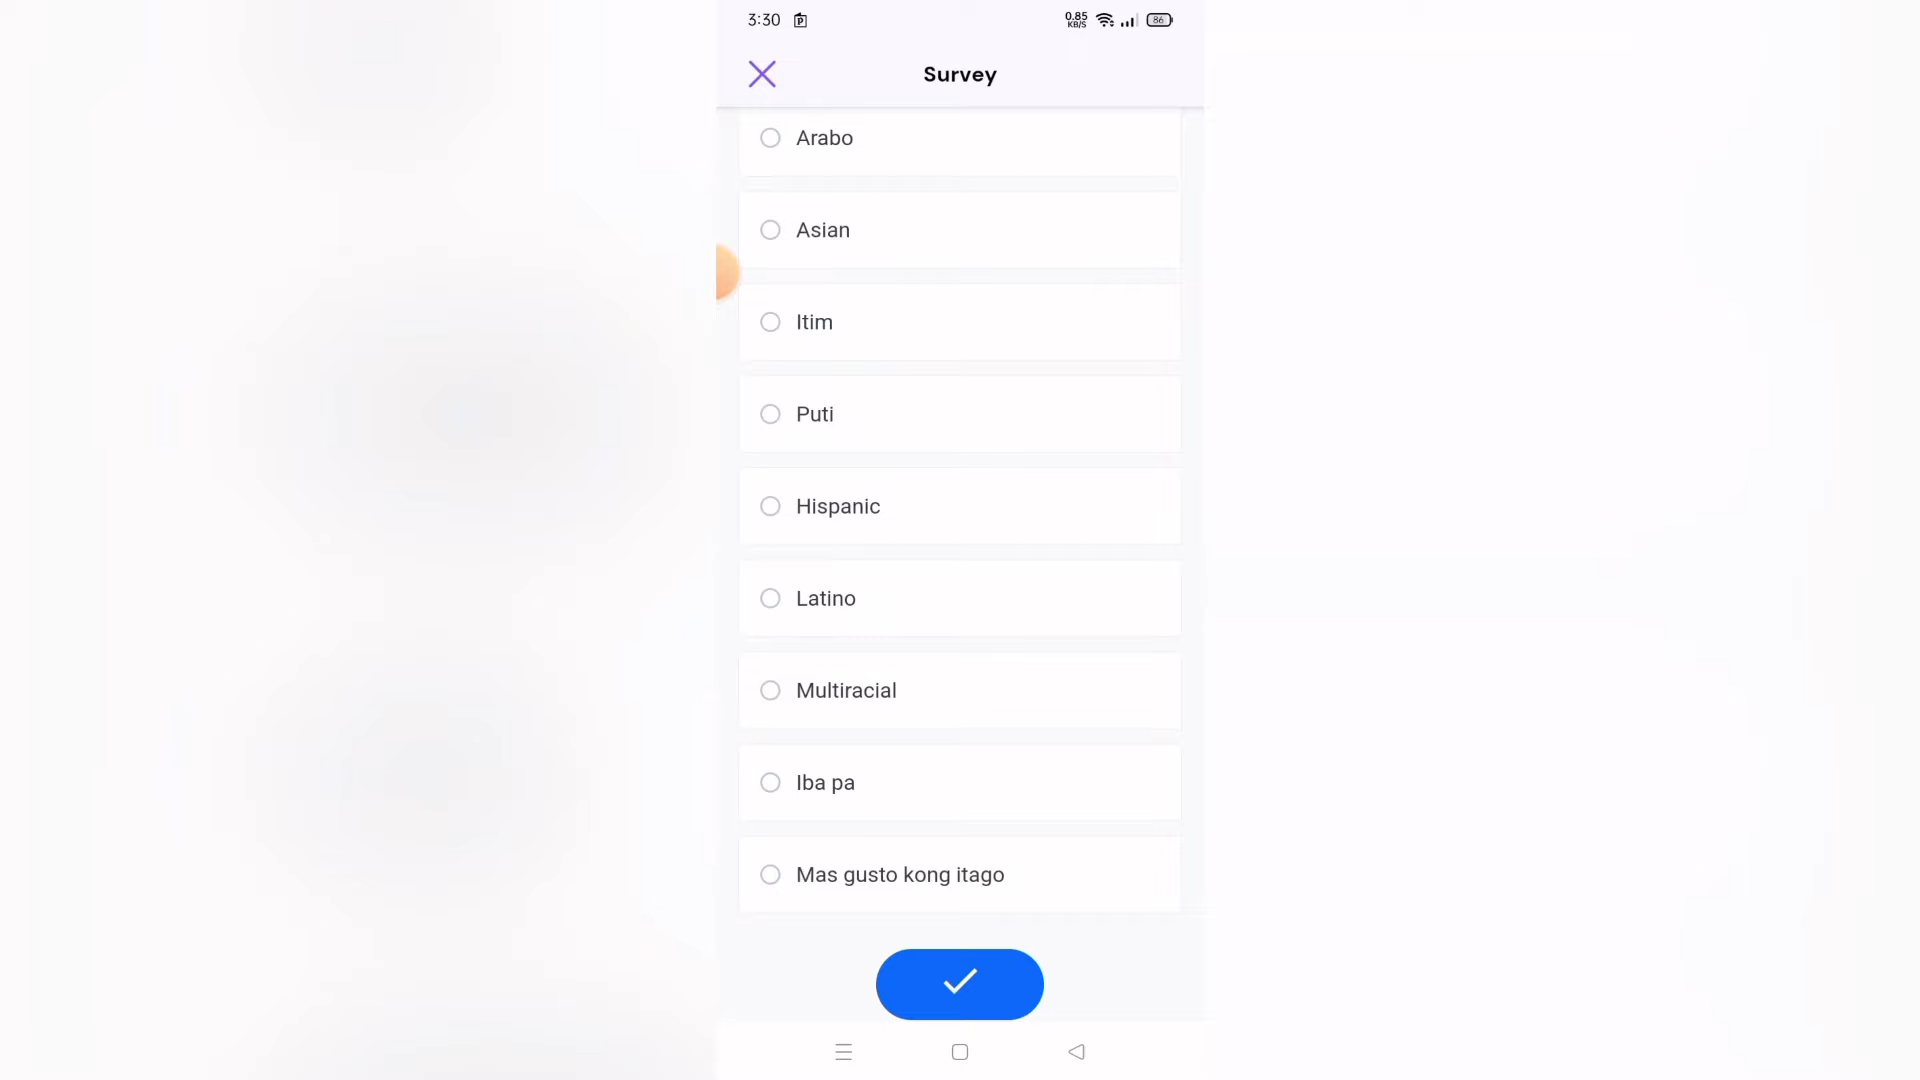 3:30
0.85
KB/S
86
Survey
Arabo
Asian
Itim
Puti
Hispanic
Latino
Multiracial
Iba pa
Mas gusto kong itago